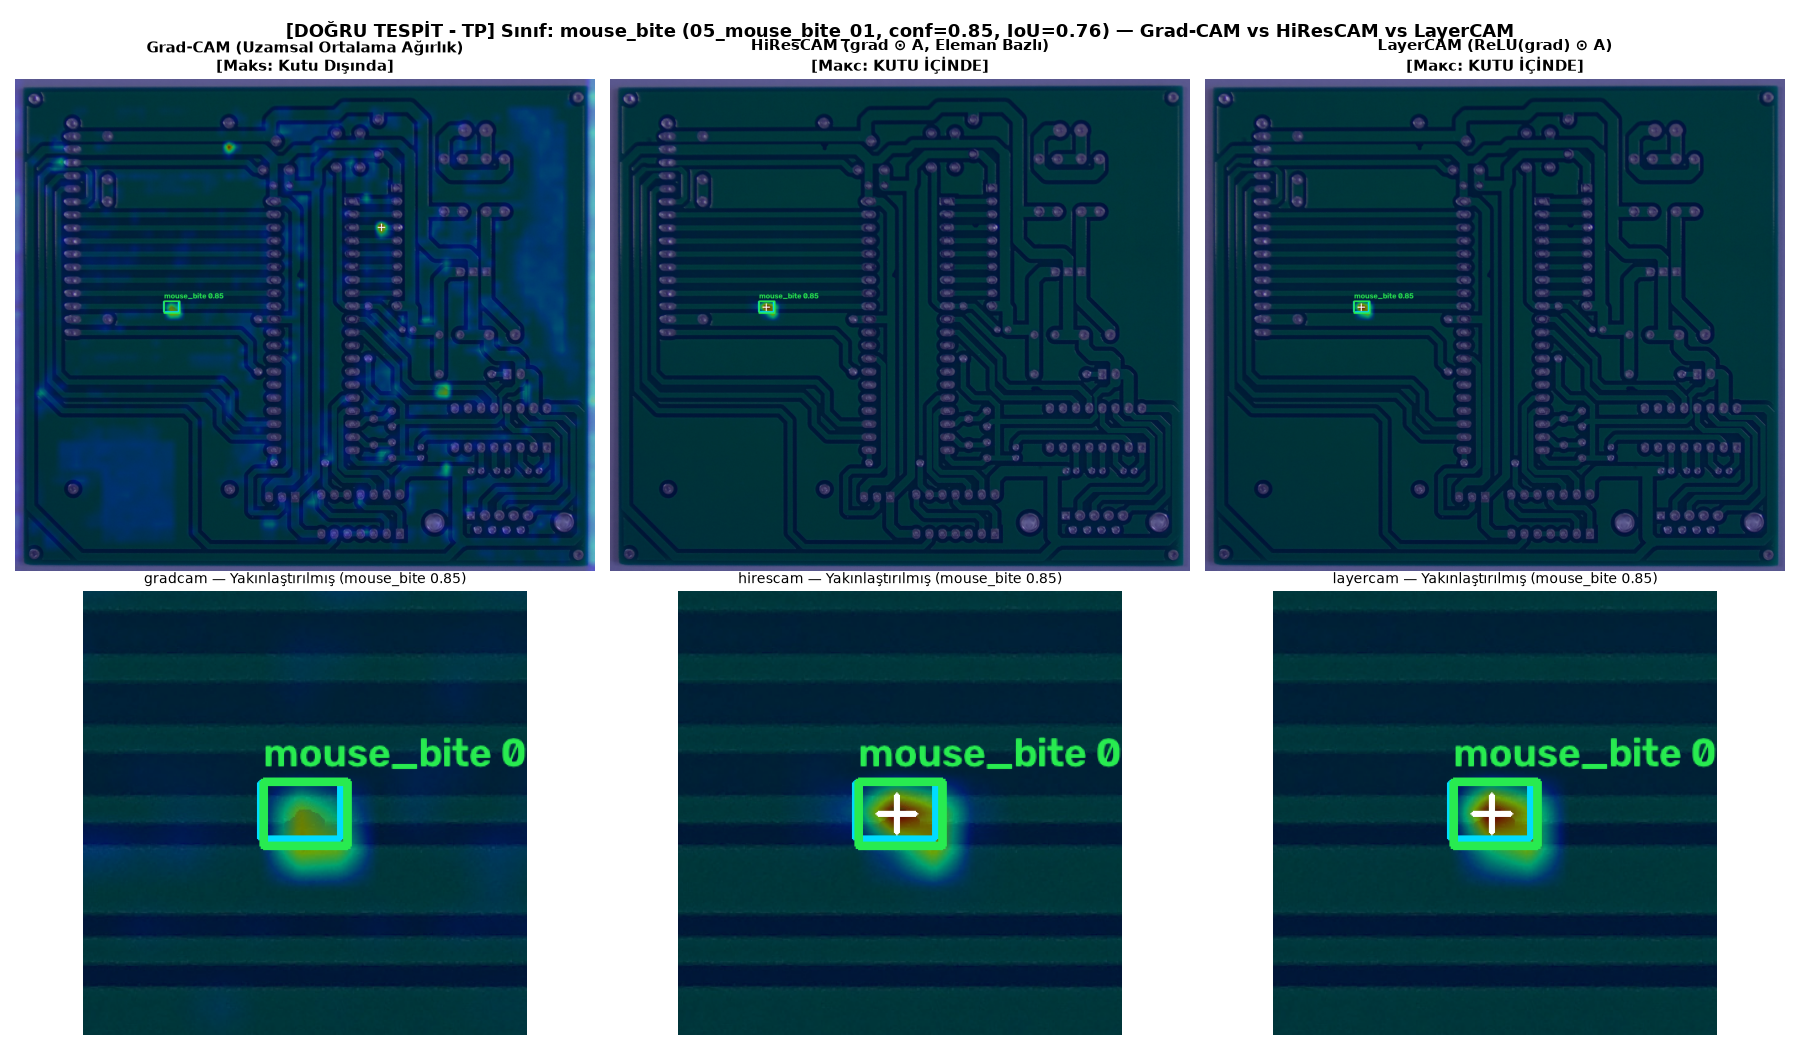 [DOĞRU TESPİT - TP] Sınıf: mouse_bite (05_mouse_bite_01, conf=0.85, IoU=0.76) — Grad-CAM vs HiResCAM vs LayerCAM
Grad-CAM (Uzamsal Ortalama Ağırlık)
[Maks: Kutu Dışında]
HiResCAM (grad ⊙ A, Eleman Bazlı)
[Макс: KUTU İÇİNDE]
LayerCAM (ReLU(grad) ⊙ A)
[Макс: KUTU İÇİNDE]
mouse_bite 0.85
mouse_bite 0.85
mouse_bite 0.85
gradcam — Yakınlaştırılmış (mouse_bite 0.85)
hirescam — Yakınlaştırılmış (mouse_bite 0.85)
layercam — Yakınlaştırılmış (mouse_bite 0.85)
mouse_bite 0
mouse_bite 0
mouse_bite 0